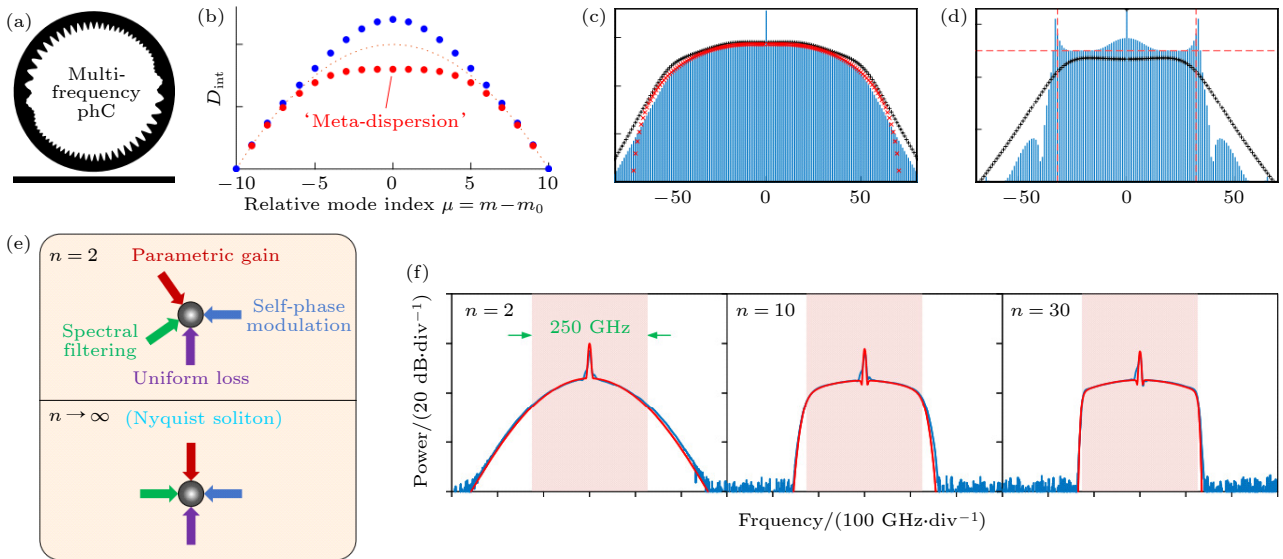 (a)
Multi-
frequency
phC
(b)
D_int
'Meta-dispersion'
−10
−5
0
5
10
Relative mode index μ = m−m₀
(c)
−50
0
50
(d)
−50
0
50
(e)
n = 2
Parametric gain
Self-phase
modulation
Spectral
filtering
Uniform loss
n → ∞
(Nyquist soliton)
(f)
Power/(20 dB·div⁻¹)
n = 2
250 GHz
n = 10
n = 30
Frquency/(100 GHz·div⁻¹)